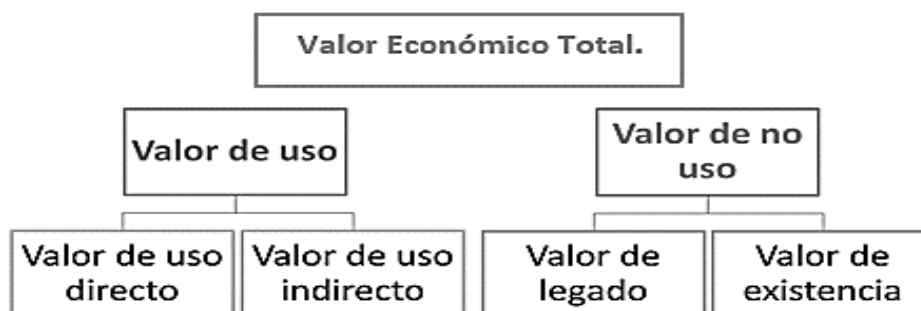 Valor Económico Total.
Valor de uso
Valor de no
uso
Valor de uso
directo
Valor de uso
indirecto
Valor de
legado
Valor de
existencia